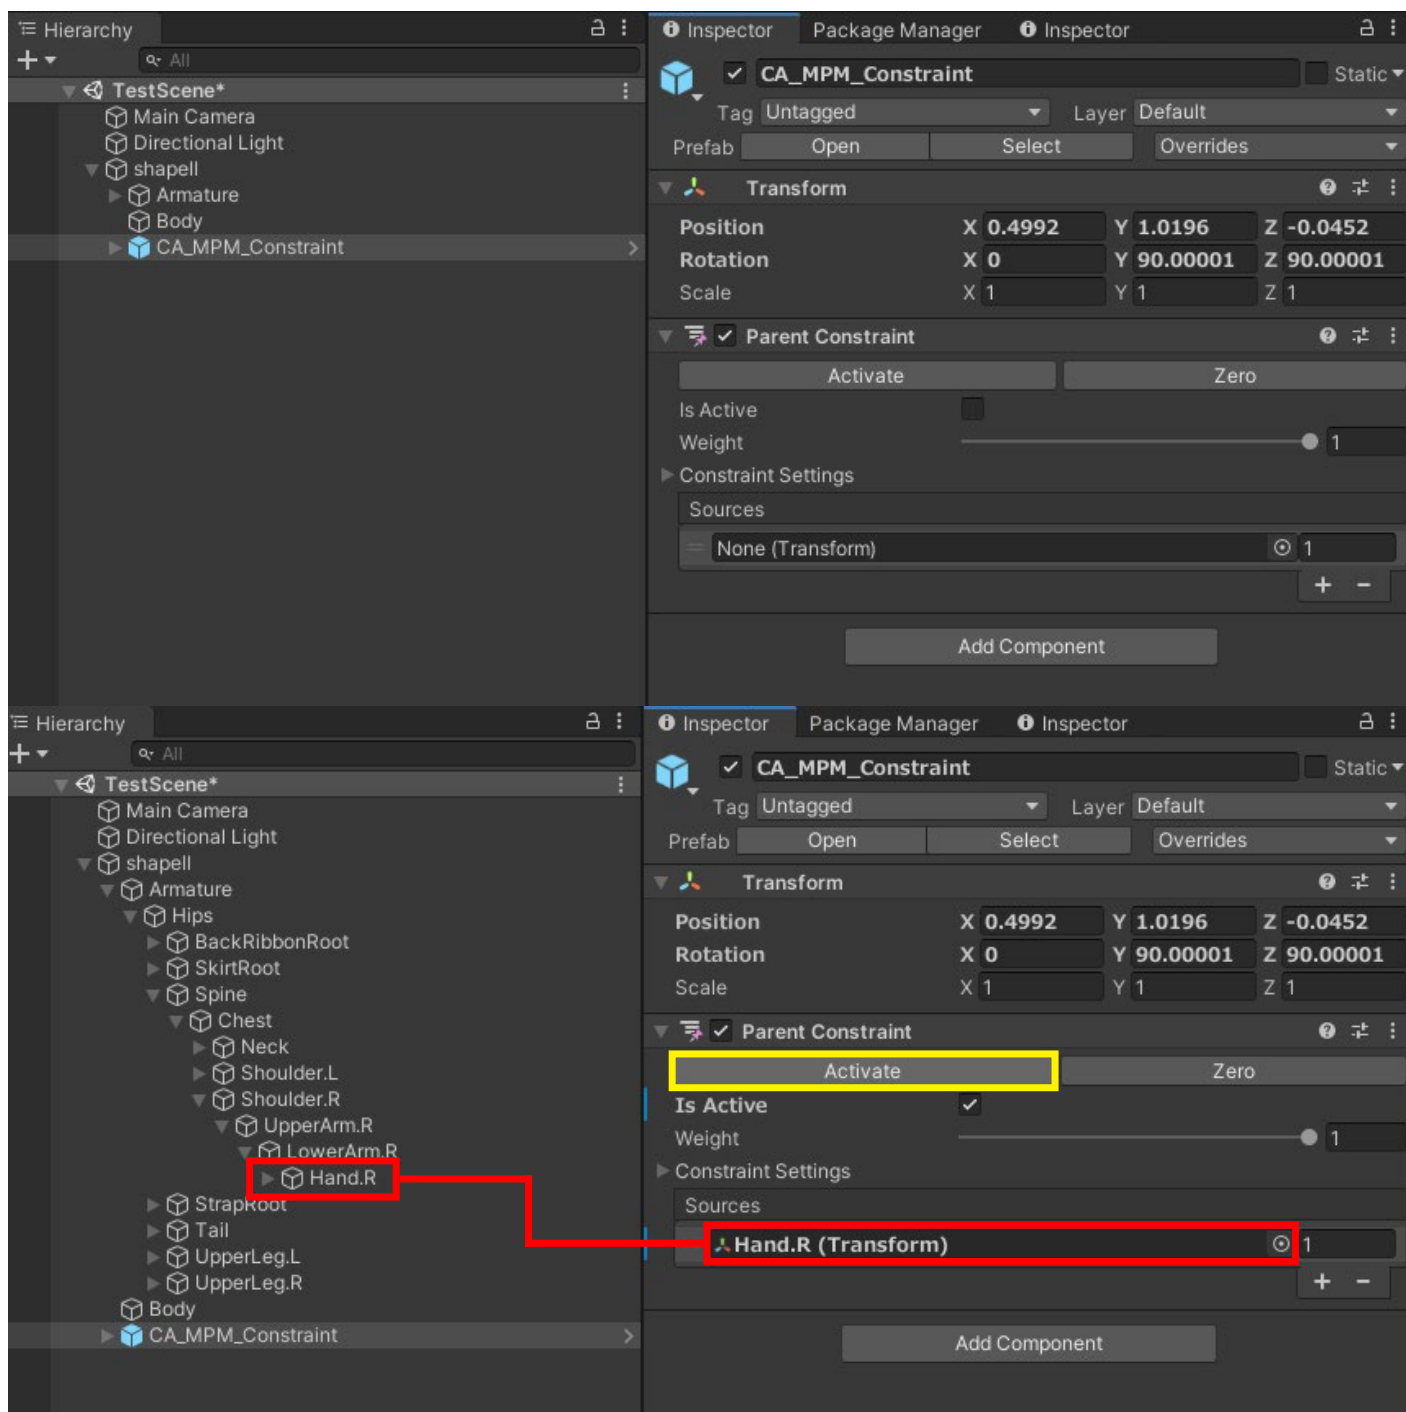 Hierarchy
All
TestScene*
Main Camera
Directional Light
shapell
Armature
Body
CA_MPM_Constraint
Inspector Package Manager Inspector
CA_MPM_Constraint Static
Tag Untagged Layer Default
Prefab Open Select Overrides
Transform
Position X 0.4992 Y 1.0196 Z -0.0452
Rotation X 0 Y 90.00001 Z 90.00001
Scale X 1 Y 1 Z 1
Parent Constraint
Activate Zero
Is Active
Weight 1
Constraint Settings
Sources
None (Transform) 1
+ -
Add Component
Hierarchy
All
TestScene*
Main Camera
Directional Light
shapell
Armature
Hips
BackRibbonRoot
SkirtRoot
Spine
Chest
Neck
Shoulder.L
Shoulder.R
UpperArm.R
LowerArm.R
Hand.R
StrapRoot
Tail
UpperLeg.L
UpperLeg.R
Body
CA_MPM_Constraint
Inspector Package Manager Inspector
CA_MPM_Constraint Static
Tag Untagged Layer Default
Prefab Open Select Overrides
Transform
Position X 0.4992 Y 1.0196 Z -0.0452
Rotation X 0 Y 90.00001 Z 90.00001
Scale X 1 Y 1 Z 1
Parent Constraint
Activate Zero
Is Active
Weight 1
Constraint Settings
Sources
Hand.R (Transform) 1
+ -
Add Component